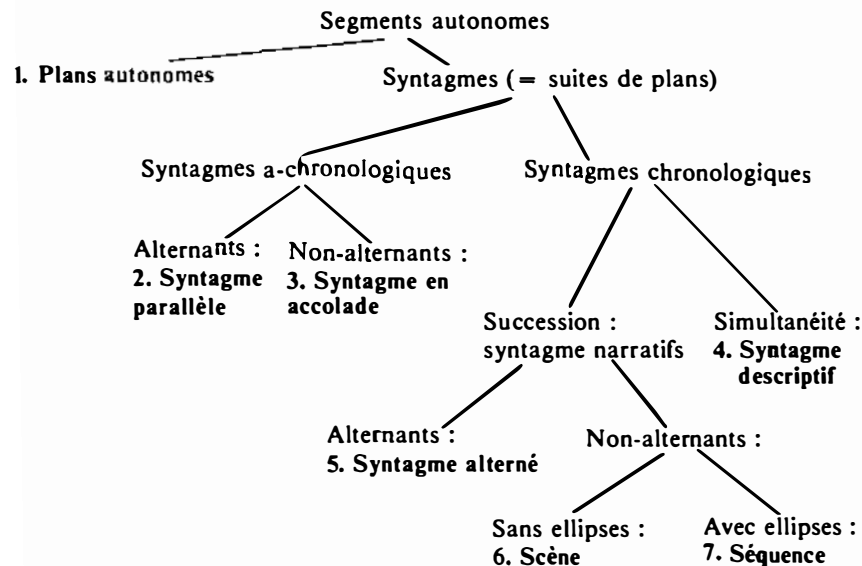 Segments autonomes
1. Plans autonomes
Syntagmes (= suites de plans)
Syntagmes a-chronologiques
Syntagmes chronologiques
Alternants :
2. Syntagme
parallèle
Non-alternants :
3. Syntagme en
accolade
Succession :
syntagme narratifs
Simultanéité :
4. Syntagme
descriptif
Alternants :
5. Syntagme alterné
Non-alternants :
Sans ellipses :
6. Scène
Avec ellipses :
7. Séquence